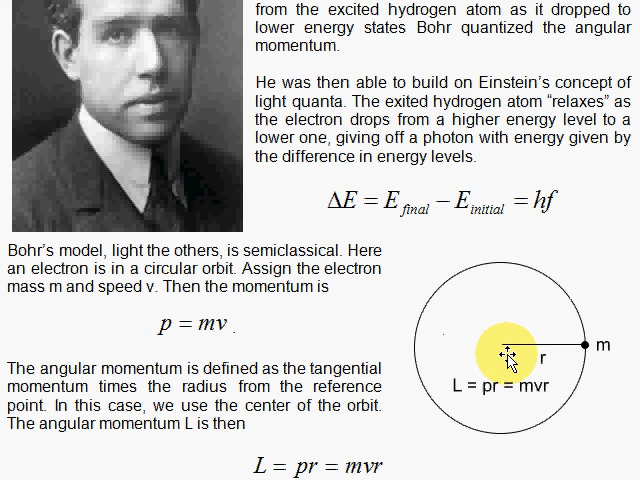 from the excited hydrogen atom as it dropped to
lower energy states Bohr quantized the angular
momentum.
He was then able to build on Einstein's concept of
light quanta. The exited hydrogen atom “relaxes” as
the electron drops from a higher energy level to a
lower one, giving off a photon with energy given by
the difference in energy levels.
ΔE = E final − E initial = hf
Bohr's model, light the others, is semiclassical. Here
an electron is in a circular orbit. Assign the electron
mass m and speed v. Then the momentum is
p = mv .
The angular momentum is defined as the tangential
momentum times the radius from the reference
point. In this case, we use the center of the orbit.
The angular momentum L is then
L = pr = mvr
m
r
L = pr = mvr